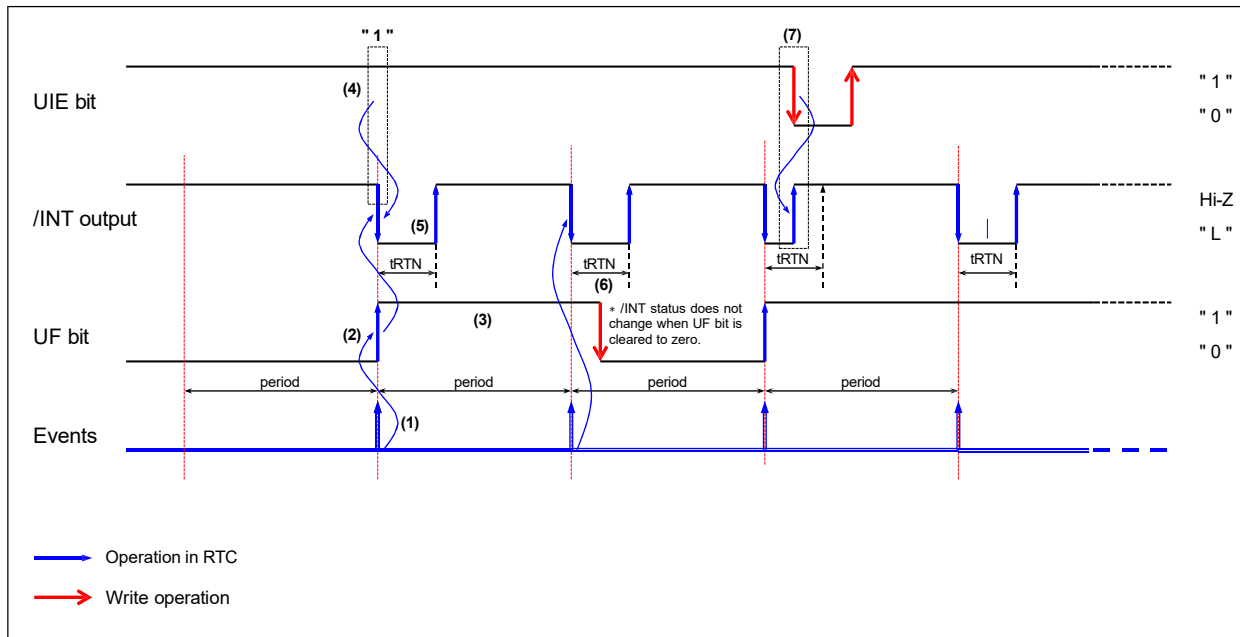 " 1 "
(7)
UIE bit
(4)
" 1 "
" 0 "
/INT output
(5)
Hi-Z
" L "
tRTN
tRTN
tRTN
tRTN
(6)
UF bit
(2)
(3)
* /INT status does not
change when UF bit is
cleared to zero.
" 1 "
" 0 "
period
period
period
period
Events
(1)
Operation in RTC
Write operation